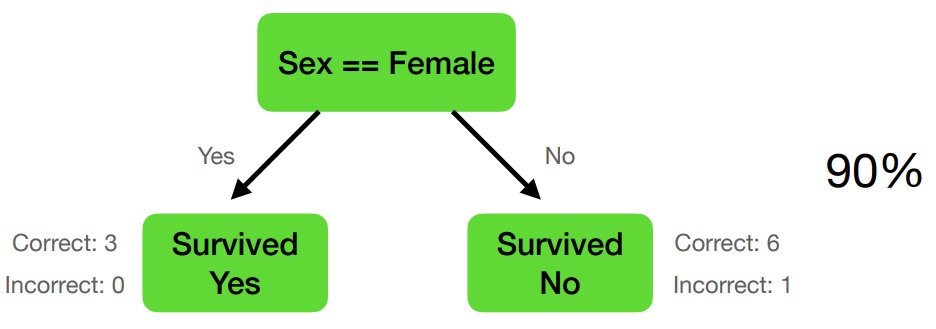 Sex == Female
Yes
No
90%
Correct: 3
Incorrect: 0
Survived
Yes
Survived
No
Correct: 6
Incorrect: 1